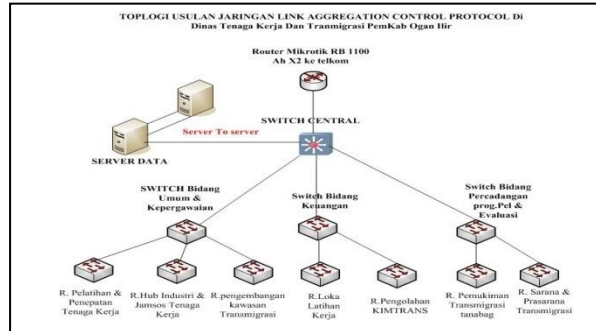 TOPLOGI USULAN JARINGAN LINK AGGREGATION CONTROL PROTOCOL Di
Dinas Tenaga Kerja Dan Tranmigrasi PemKab Ogan Ilir
Router Mikrotik RB 1100
Ah X2 ke telkom
SWITCH CENTRAL
Server To server
SERVER DATA
SWITCH Bidang
Umum &
Kepergawaian
Switch Bidang
Keuangan
Switch Bidang
Percadangan
prog.Pel &
Evaluasi
R. Pelatihan &
Penepatan
Tenaga Kerja
R.Hub Industri &
Jamsos Tenaga
Kerja
R.pengembangan
kawasan
Transmigrasi
R.Loka
Latihan
Kerja
R.Pengolahan
KIMTRANS
R. Pemukiman
Transmigrasi
tanabag
R. Sarana &
Prasarana
Transmigrasi